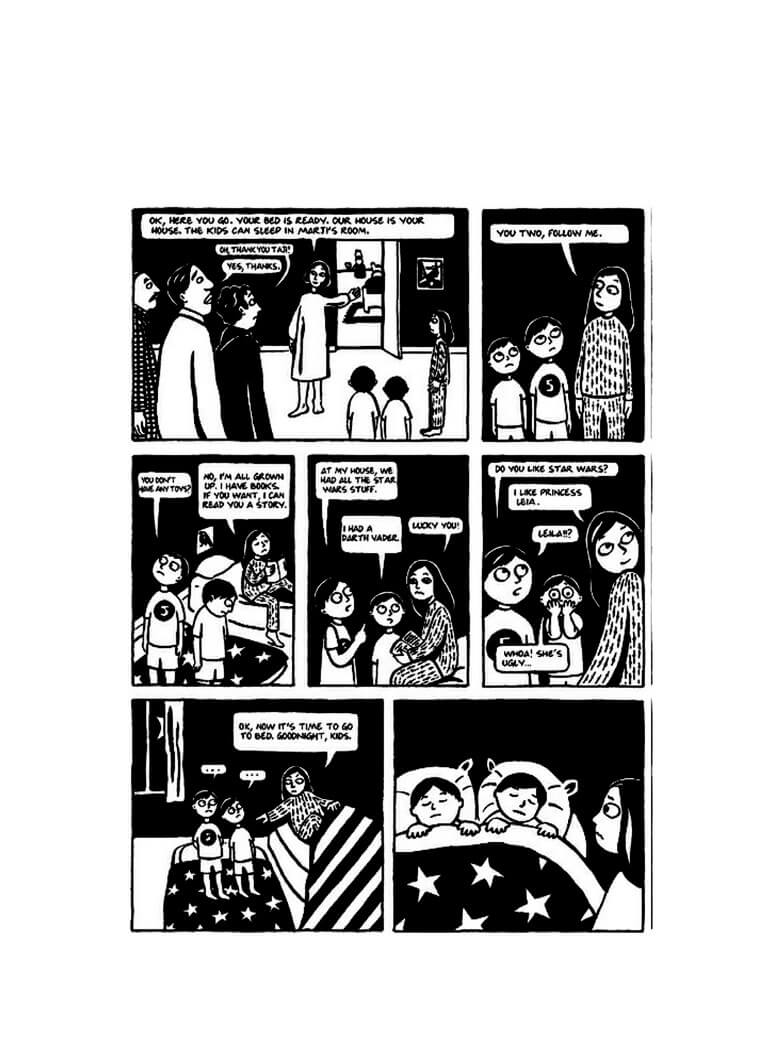 OK, HERE YOU GO. YOUR BED IS READY. OUR HOUSE IS YOUR
HOUSE. THE KIDS CAN SLEEP IN MARJI'S ROOM.
OH, THANK YOU TAJI!
YES, THANKS.
YOU TWO, FOLLOW ME.
5
YOU DON'T
HAVE ANY TOYS?
NO, I'M ALL GROWN
UP. I HAVE BOOKS.
IF YOU WANT, I CAN
READ YOU A STORY.
5
AT MY HOUSE, WE
HAD ALL THE STAR
WARS STUFF.
I HAD A
DARTH VADER.
LUCKY YOU!
DO YOU LIKE STAR WARS?
I LIKE PRINCESS
LEIA.
LEILA!!?
WHOA! SHE'S
UGLY...
OK, NOW IT'S TIME TO GO
TO BED. GOODNIGHT, KIDS.
...
...
5